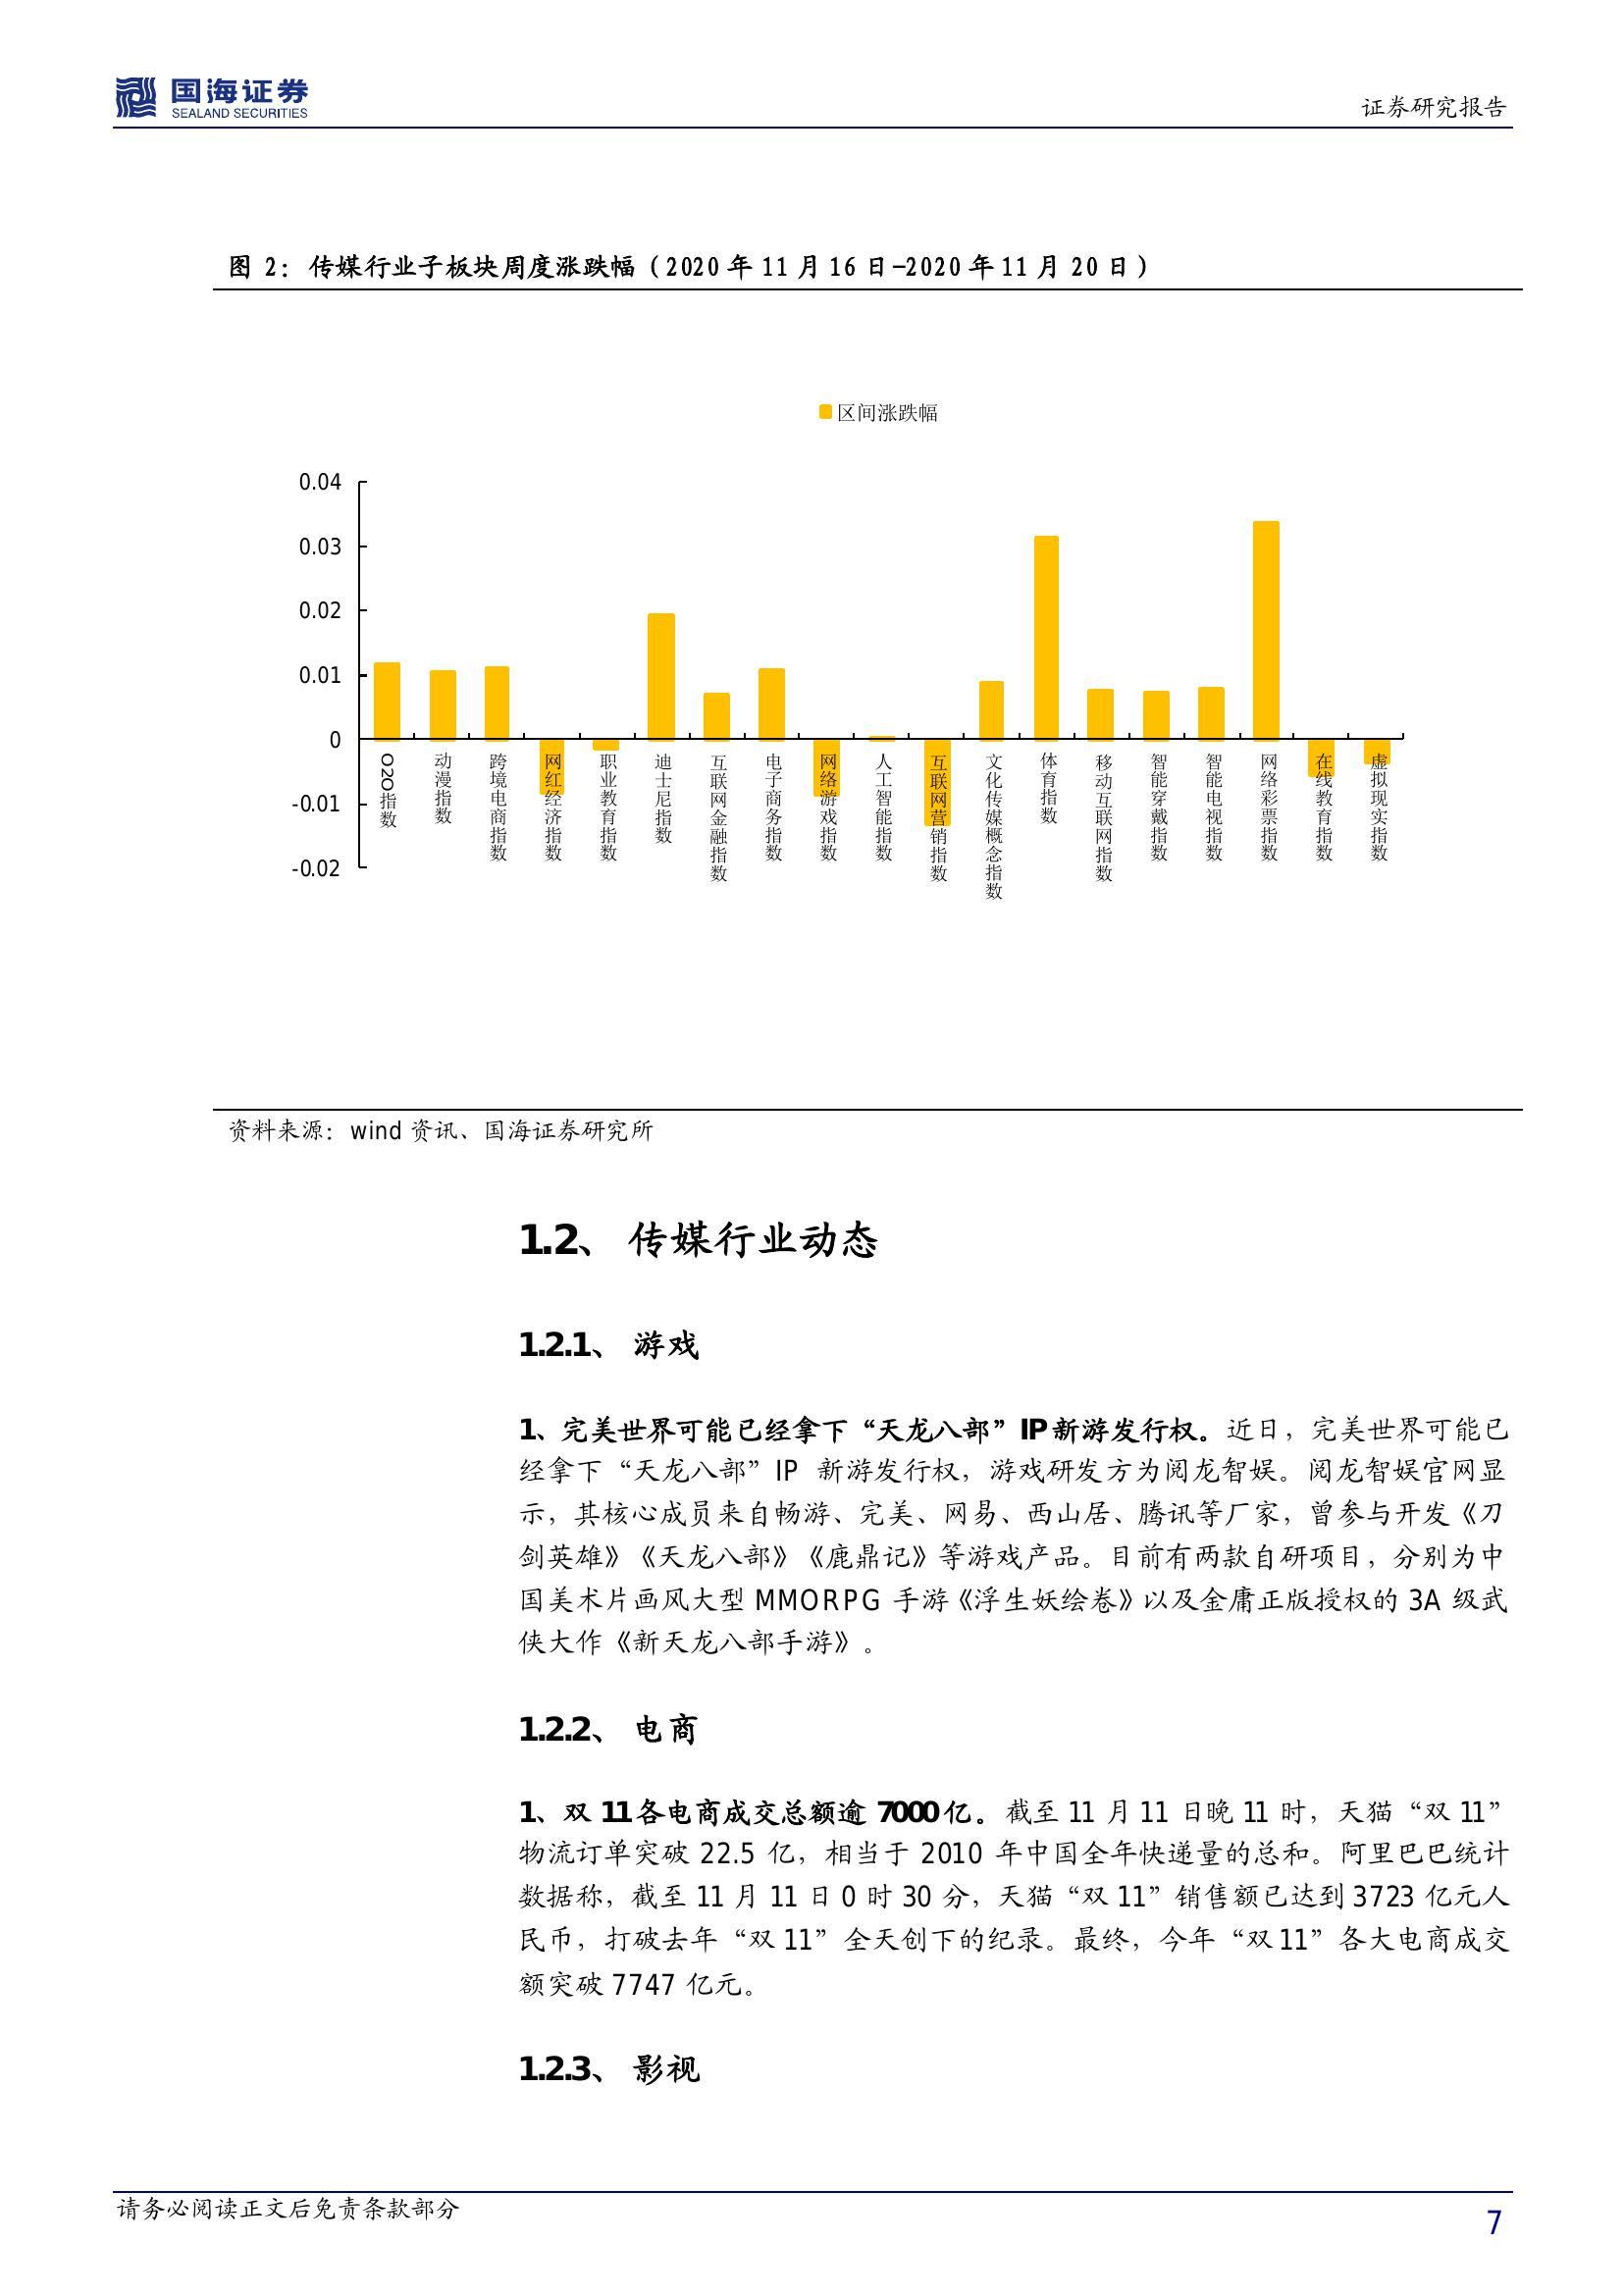 国海证券
SEALAND SECURITIES
证券研究报告
图 2：传媒行业子板块周度涨跌幅（2020 年 11 月 16 日-2020 年 11 月 20 日）
区间涨跌幅
0.04
0.03
0.02
0.01
0
-0.01
-0.02
O2O指数
动漫指数
跨境电商指数
网红经济指数
职业教育指数
迪士尼指数
互联网金融指数
电子商务指数
网络游戏指数
人工智能指数
互联网营销指数
文化传媒概念指数
体育指数
移动互联网指数
智能穿戴指数
智能电视指数
网络彩票指数
在线教育指数
虚拟现实指数
资料来源：wind 资讯、国海证券研究所
1.2、 传媒行业动态
1.2.1、 游戏
1、完美世界可能已经拿下“天龙八部”IP 新游发行权。近日，完美世界可能已
经拿下“天龙八部”IP 新游发行权，游戏研发方为阅龙智娱。阅龙智娱官网显
示，其核心成员来自畅游、完美、网易、西山居、腾讯等厂家，曾参与开发《刀
剑英雄》《天龙八部》《鹿鼎记》等游戏产品。目前有两款自研项目，分别为中
国美术片画风大型 MMORPG 手游《浮生妖绘卷》以及金庸正版授权的 3A 级武
侠大作《新天龙八部手游》。
1.2.2、 电商
1、双 11 各电商成交总额逾 7000 亿。截至 11 月 11 日晚 11 时，天猫“双 11”
物流订单突破 22.5 亿，相当于 2010 年中国全年快递量的总和。阿里巴巴统计
数据称，截至 11 月 11 日 0 时 30 分，天猫“双 11”销售额已达到 3723 亿元人
民币，打破去年“双 11”全天创下的纪录。最终，今年“双 11”各大电商成交
额突破 7747 亿元。
1.2.3、 影视
请务必阅读正文后免责条款部分
7